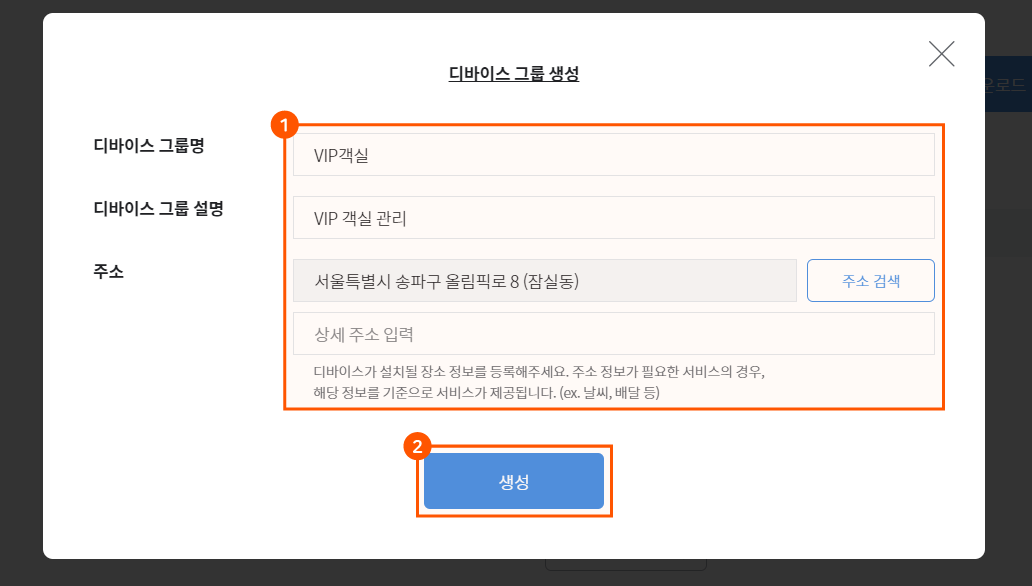 디바이스 그룹 생성
운로드
1
디바이스 그룹명
VIP객실
디바이스 그룹 설명
VIP 객실 관리
주소
서울특별시 송파구 올림픽로 8 (잠실동)
주소 검색
상세 주소 입력
디바이스가 설치될 장소 정보를 등록해주세요. 주소 정보가 필요한 서비스의 경우,
해당 정보를 기준으로 서비스가 제공됩니다. (ex. 날씨, 배달 등)
2
생성